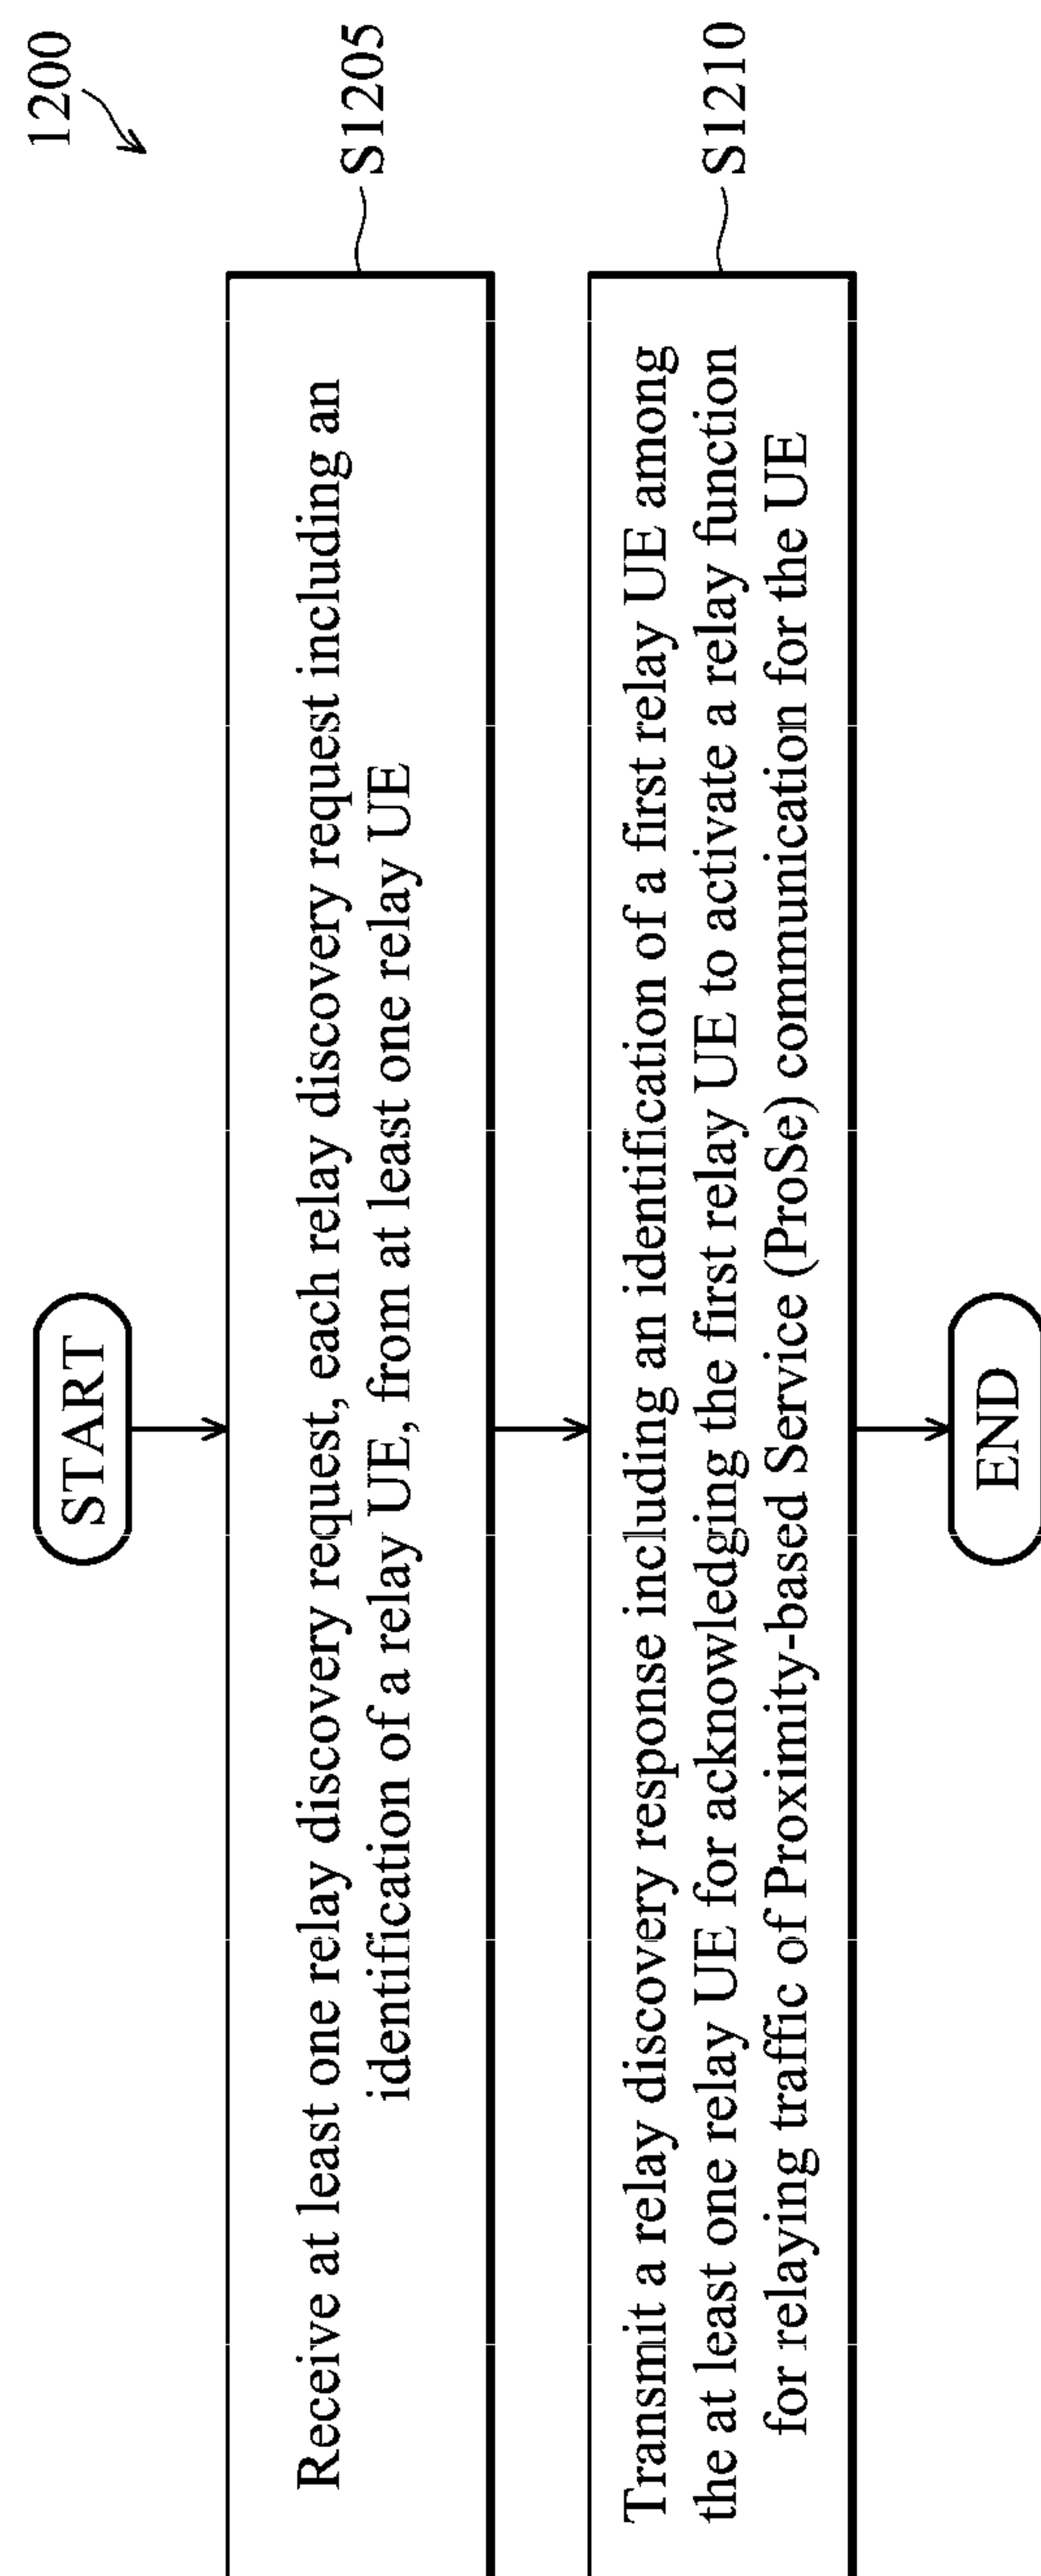 1200
START
Receive at least one relay discovery request, each relay discovery request including an
identification of a relay UE, from at least one relay UE
S1205
Transmit a relay discovery response including an identification of a first relay UE among
the at least one relay UE for acknowledging the first relay UE to activate a relay function
for relaying traffic of Proximity-based Service (ProSe) communication for the UE
S1210
END